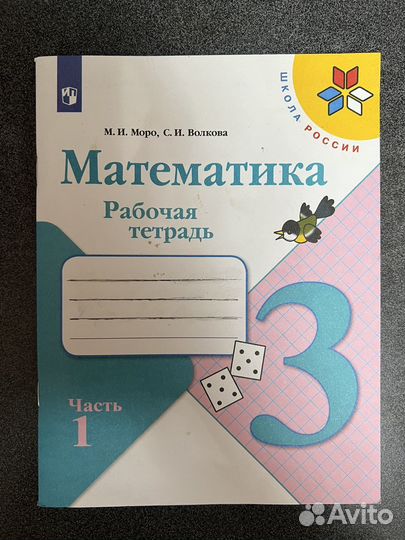 ШКОЛА РОССИИ
М. И. Моро, С. И. Волкова
Математика
Рабочая
тетрадь
3
Часть
1
Avito